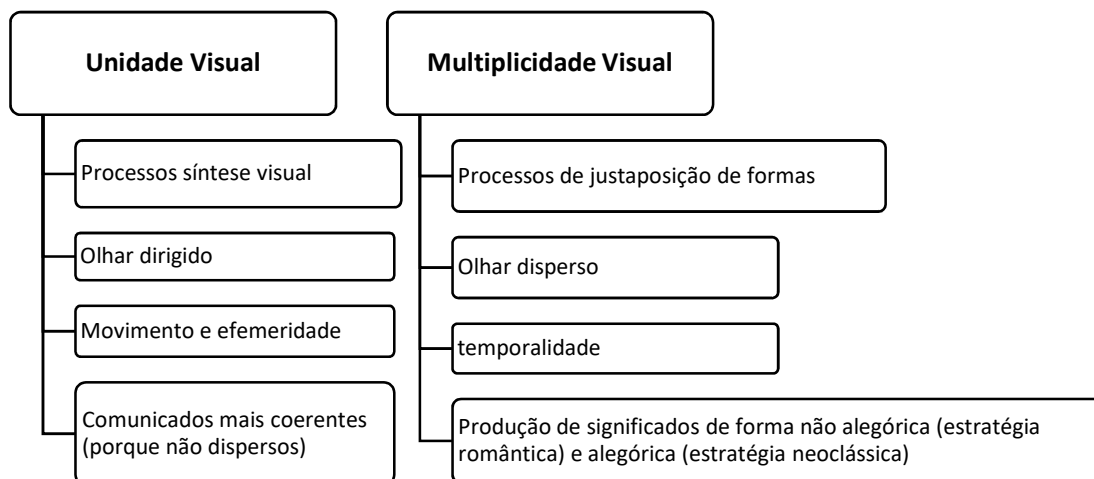 Unidade Visual
Processos síntese visual
Olhar dirigido
Movimento e efemeridade
Comunicados mais coerentes
(porque não dispersos)
Multiplicidade Visual
Processos de justaposição de formas
Olhar disperso
temporalidade
Produção de significados de forma não alegórica (estratégia
romântica) e alegórica (estratégia neoclássica)